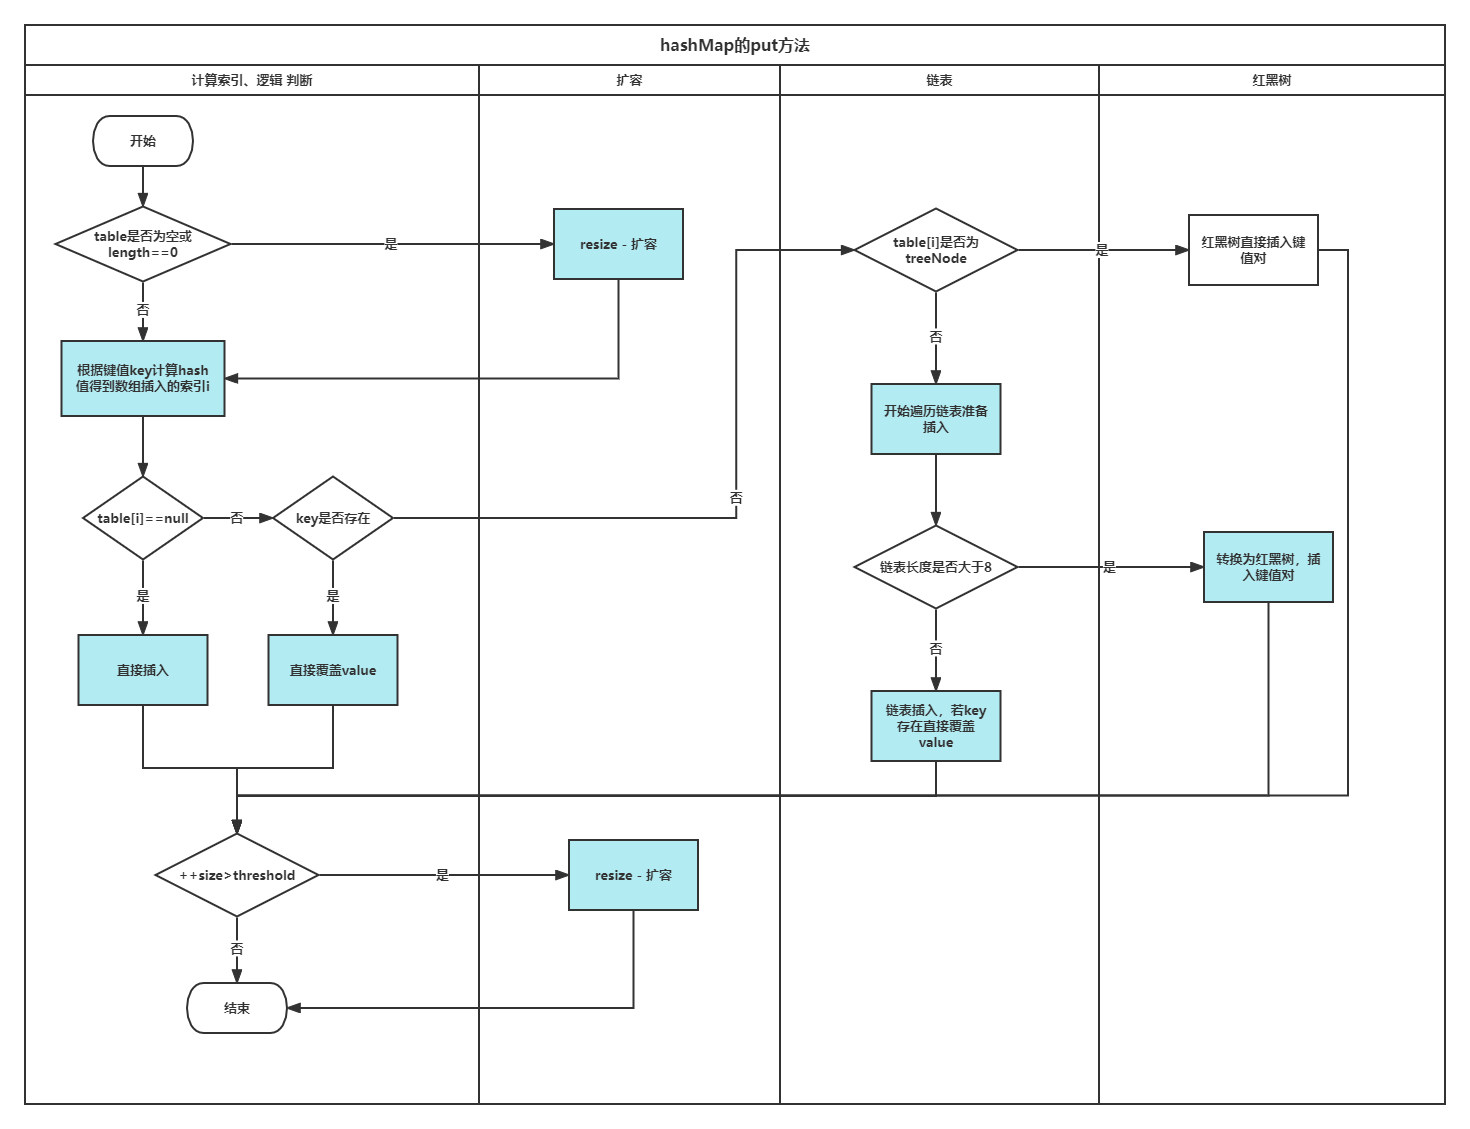 hashMap的put方法
计算索引、逻辑 判断
扩容
链表
红黑树
开始
table是否为空或
length==0
是
resize - 扩容
否
根据键值key计算hash
值得到数组插入的索引i
table[i]==null
否
key是否存在
否
是
直接插入
是
直接覆盖value
table[i]是否为
treeNode
是
红黑树直接插入键
值对
否
开始遍历链表准备
插入
链表长度是否大于8
是
转换为红黑树，插
入键值对
否
链表插入，若key
存在直接覆盖
value
++size>threshold
是
resize - 扩容
否
结束